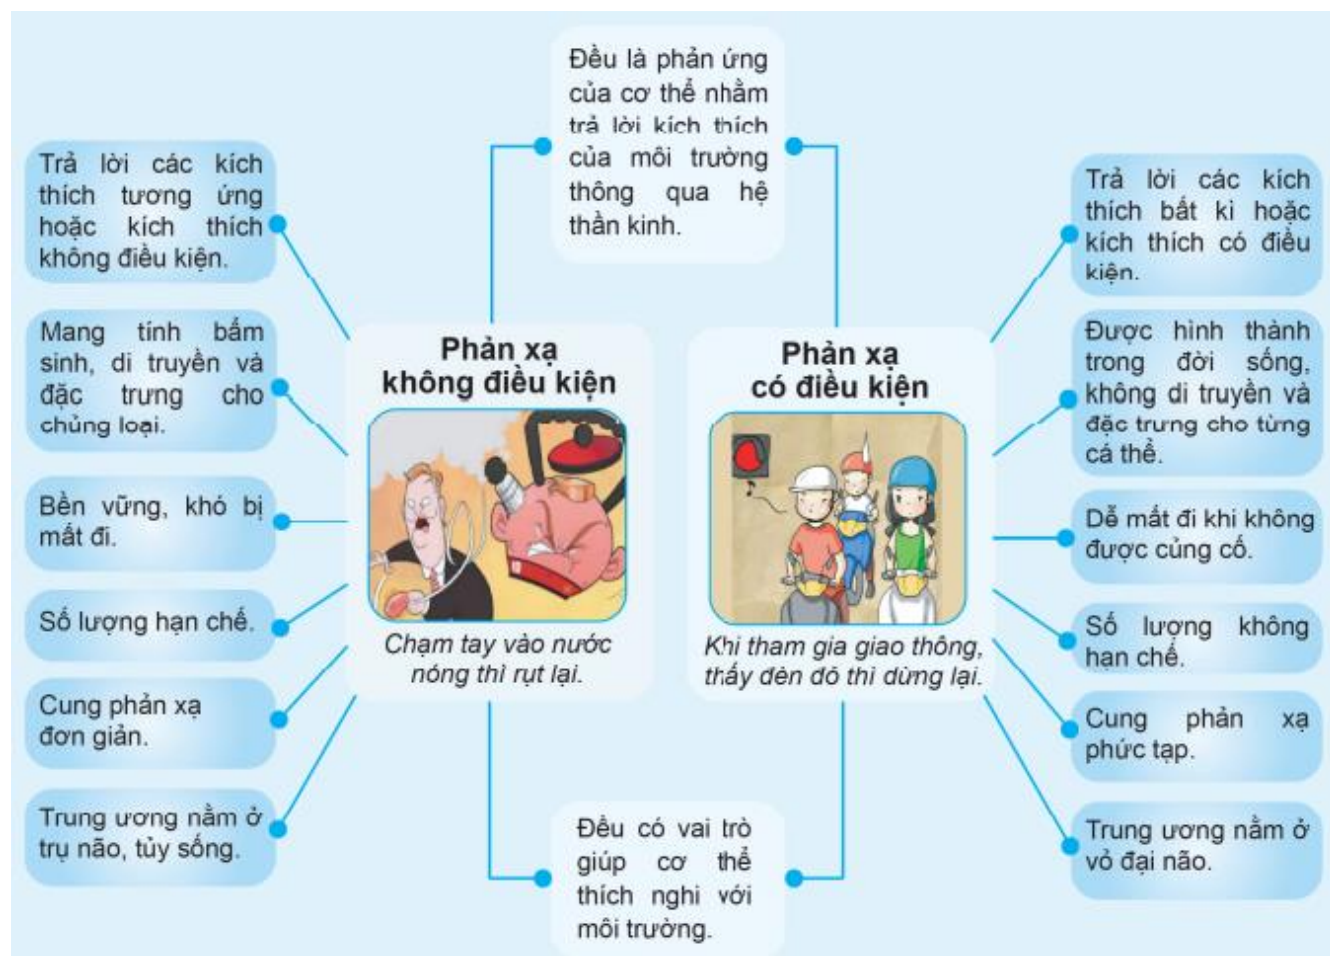 Đều là phản ứng
của cơ thể nhằm
trả lời kích thích
của môi trường
thông qua hệ
thần kinh.
Trả lời các kích
thích tương ứng
hoặc kích thích
không điều kiện.
Mang tính bẩm
sinh, di truyền và
đặc trưng cho
chủng loại.
Bền vững, khó bị
mất đi.
Số lượng hạn chế.
Cung phản xạ
đơn giản.
Trung ương nằm ở
trụ não, tủy sống.
Phản xạ
không điều kiện
Chạm tay vào nước
nóng thì rụt lại.
Phản xạ
có điều kiện
Khi tham gia giao thông,
thấy đèn đỏ thì dừng lại.
Trả lời các kích
thích bất kì hoặc
kích thích có điều
kiện.
Được hình thành
trong đời sống,
không di truyền và
đặc trưng cho từng
cá thể.
Dễ mất đi khi không
được củng cố.
Số lượng không
hạn chế.
Cung phản xạ
phức tạp.
Trung ương nằm ở
vỏ đại não.
Đều có vai trò
giúp cơ thể
thích nghi với
môi trường.